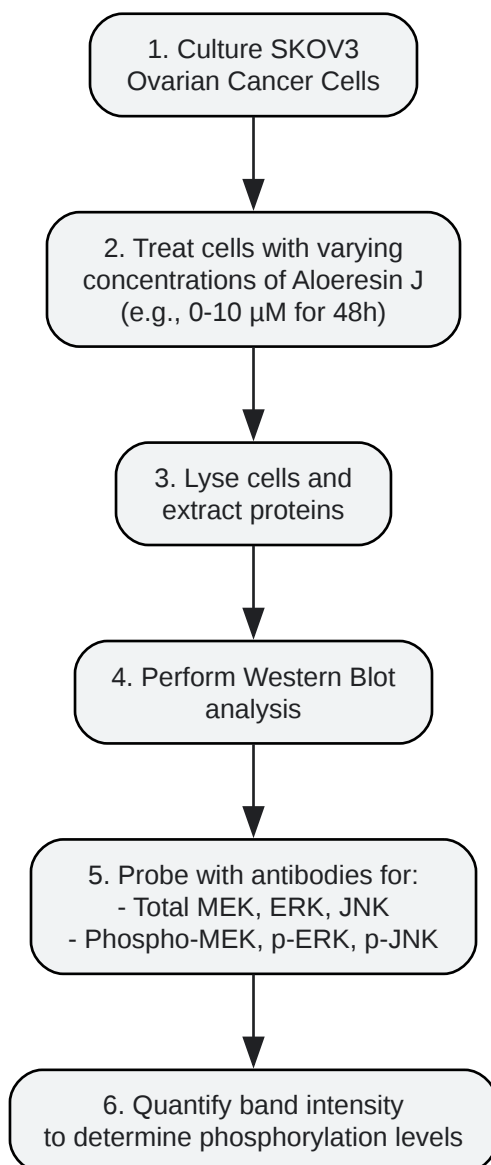 1. Culture SKOV3
Ovarian Cancer Cells
2. Treat cells with varying
concentrations of Aloeresin J
(e.g., 0-10 µM for 48h)
3. Lyse cells and
extract proteins
4. Perform Western Blot
analysis
5. Probe with antibodies for:
- Total MEK, ERK, JNK
- Phospho-MEK, p-ERK, p-JNK
6. Quantify band intensity
to determine phosphorylation levels